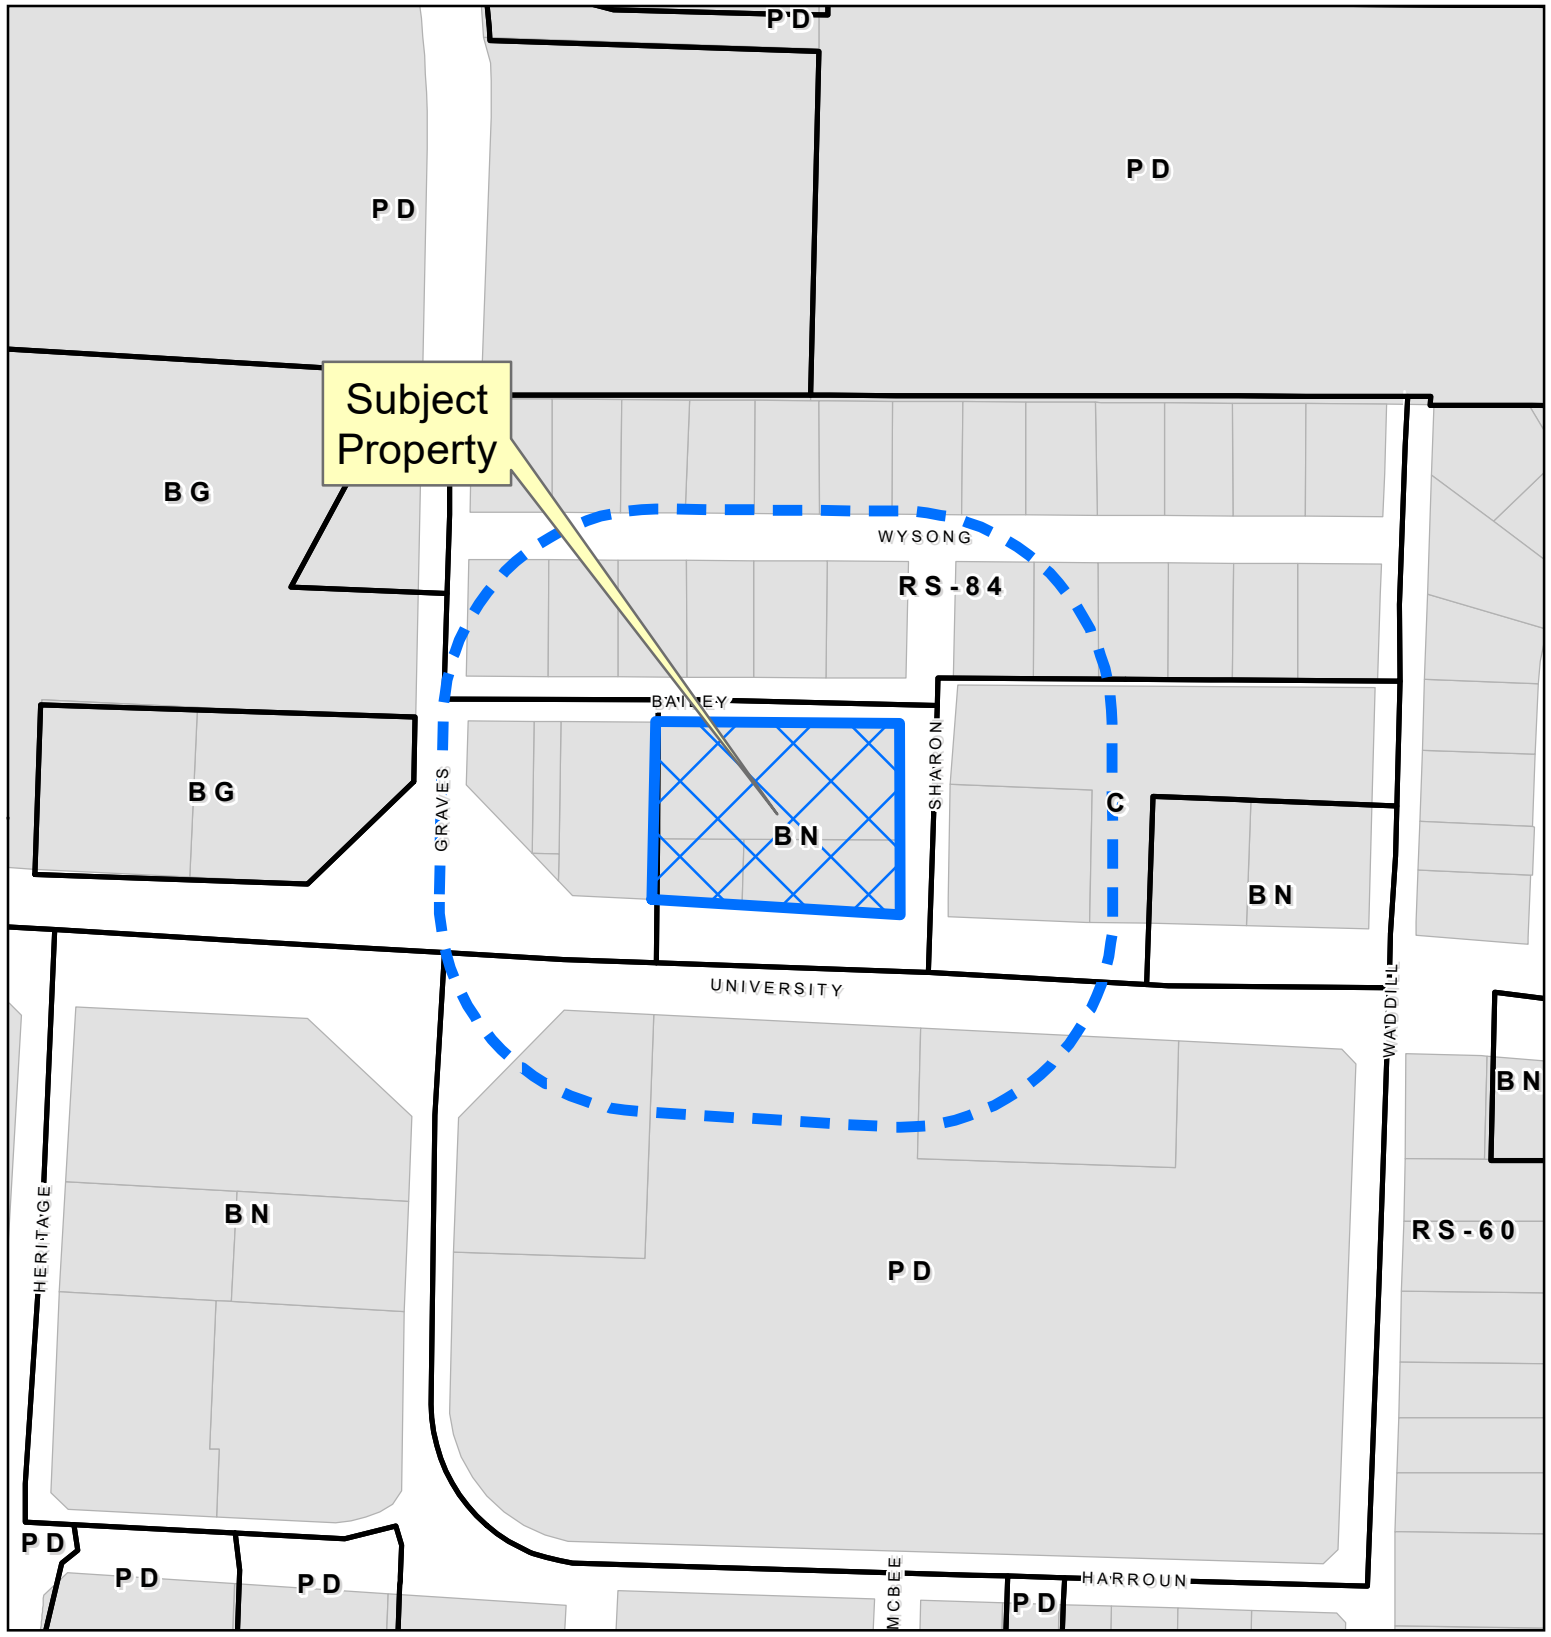 PD
PD
PD
Subject
Property
BG
WYSONG
RS-84
BAILEY
SHARON
GRAVES
BG
C
BN
BN
UNIVERSITY
WADDILL
BN
HERITAGE
BN
RS-60
PD
PD
PD
PD
MCBEE
HARROUN
PD